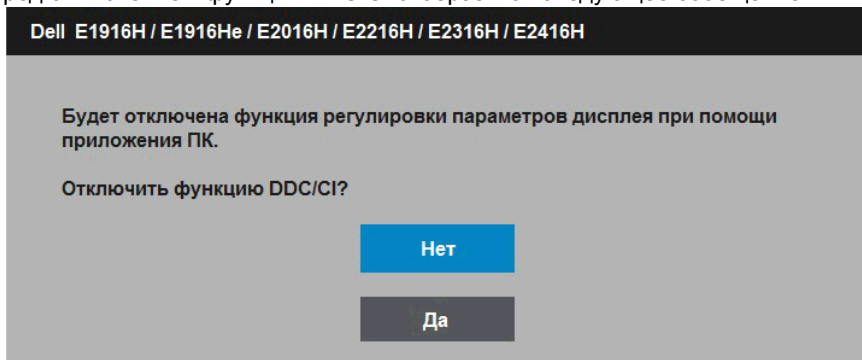 Dell E1916H / E1916He / E2016H / E2216H / E2316H / E2416H
Будет отключена функция регулировки параметров дисплея при помощи
приложения ПК.
Отключить функцию DDC/CI?
Нет
Да